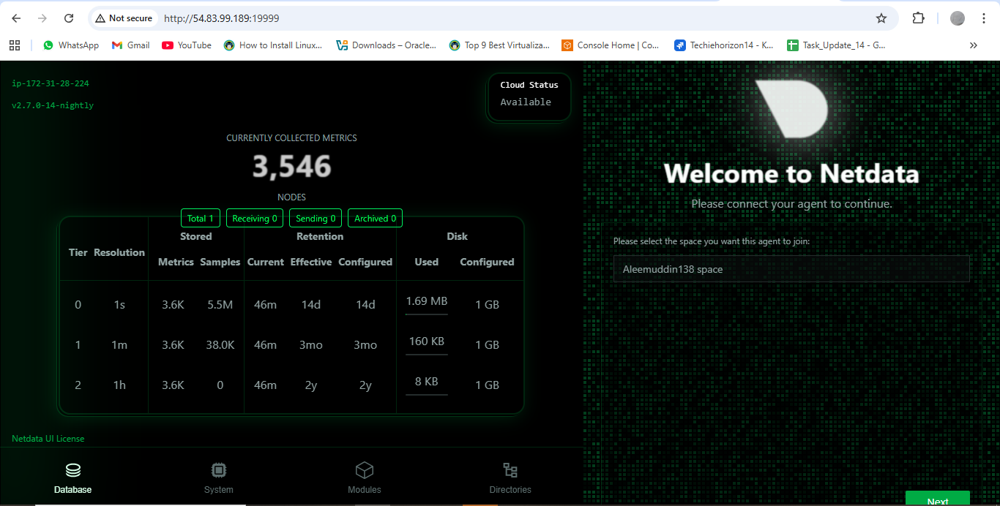 Not secure http://54.83.99.189:19999
WhatsApp Gmail YouTube How to Install Linux... Downloads – Oracle... Top 9 Best Virtualiza... Console Home | Co... Techiehorizon14 - K... Task_Update_14 - G...
ip-172-31-28-224
v2.7.0-14-nightly
Cloud Status
Available
CURRENTLY COLLECTED METRICS
3,546
NODES
Total 1 Receiving 0 Sending 0 Archived 0
Stored Retention Disk
Tier Resolution Metrics Samples Current Effective Configured Used Configured
0 1s 3.6K 5.5M 46m 14d 14d 1.69 MB 1 GB
1 1m 3.6K 38.0K 46m 3mo 3mo 160 KB 1 GB
2 1h 3.6K 0 46m 2y 2y 8 KB 1 GB
Netdata UI License
Database System Modules Directories
Welcome to Netdata
Please connect your agent to continue.
Please select the space you want this agent to join:
Aleemuddin138 space
Next